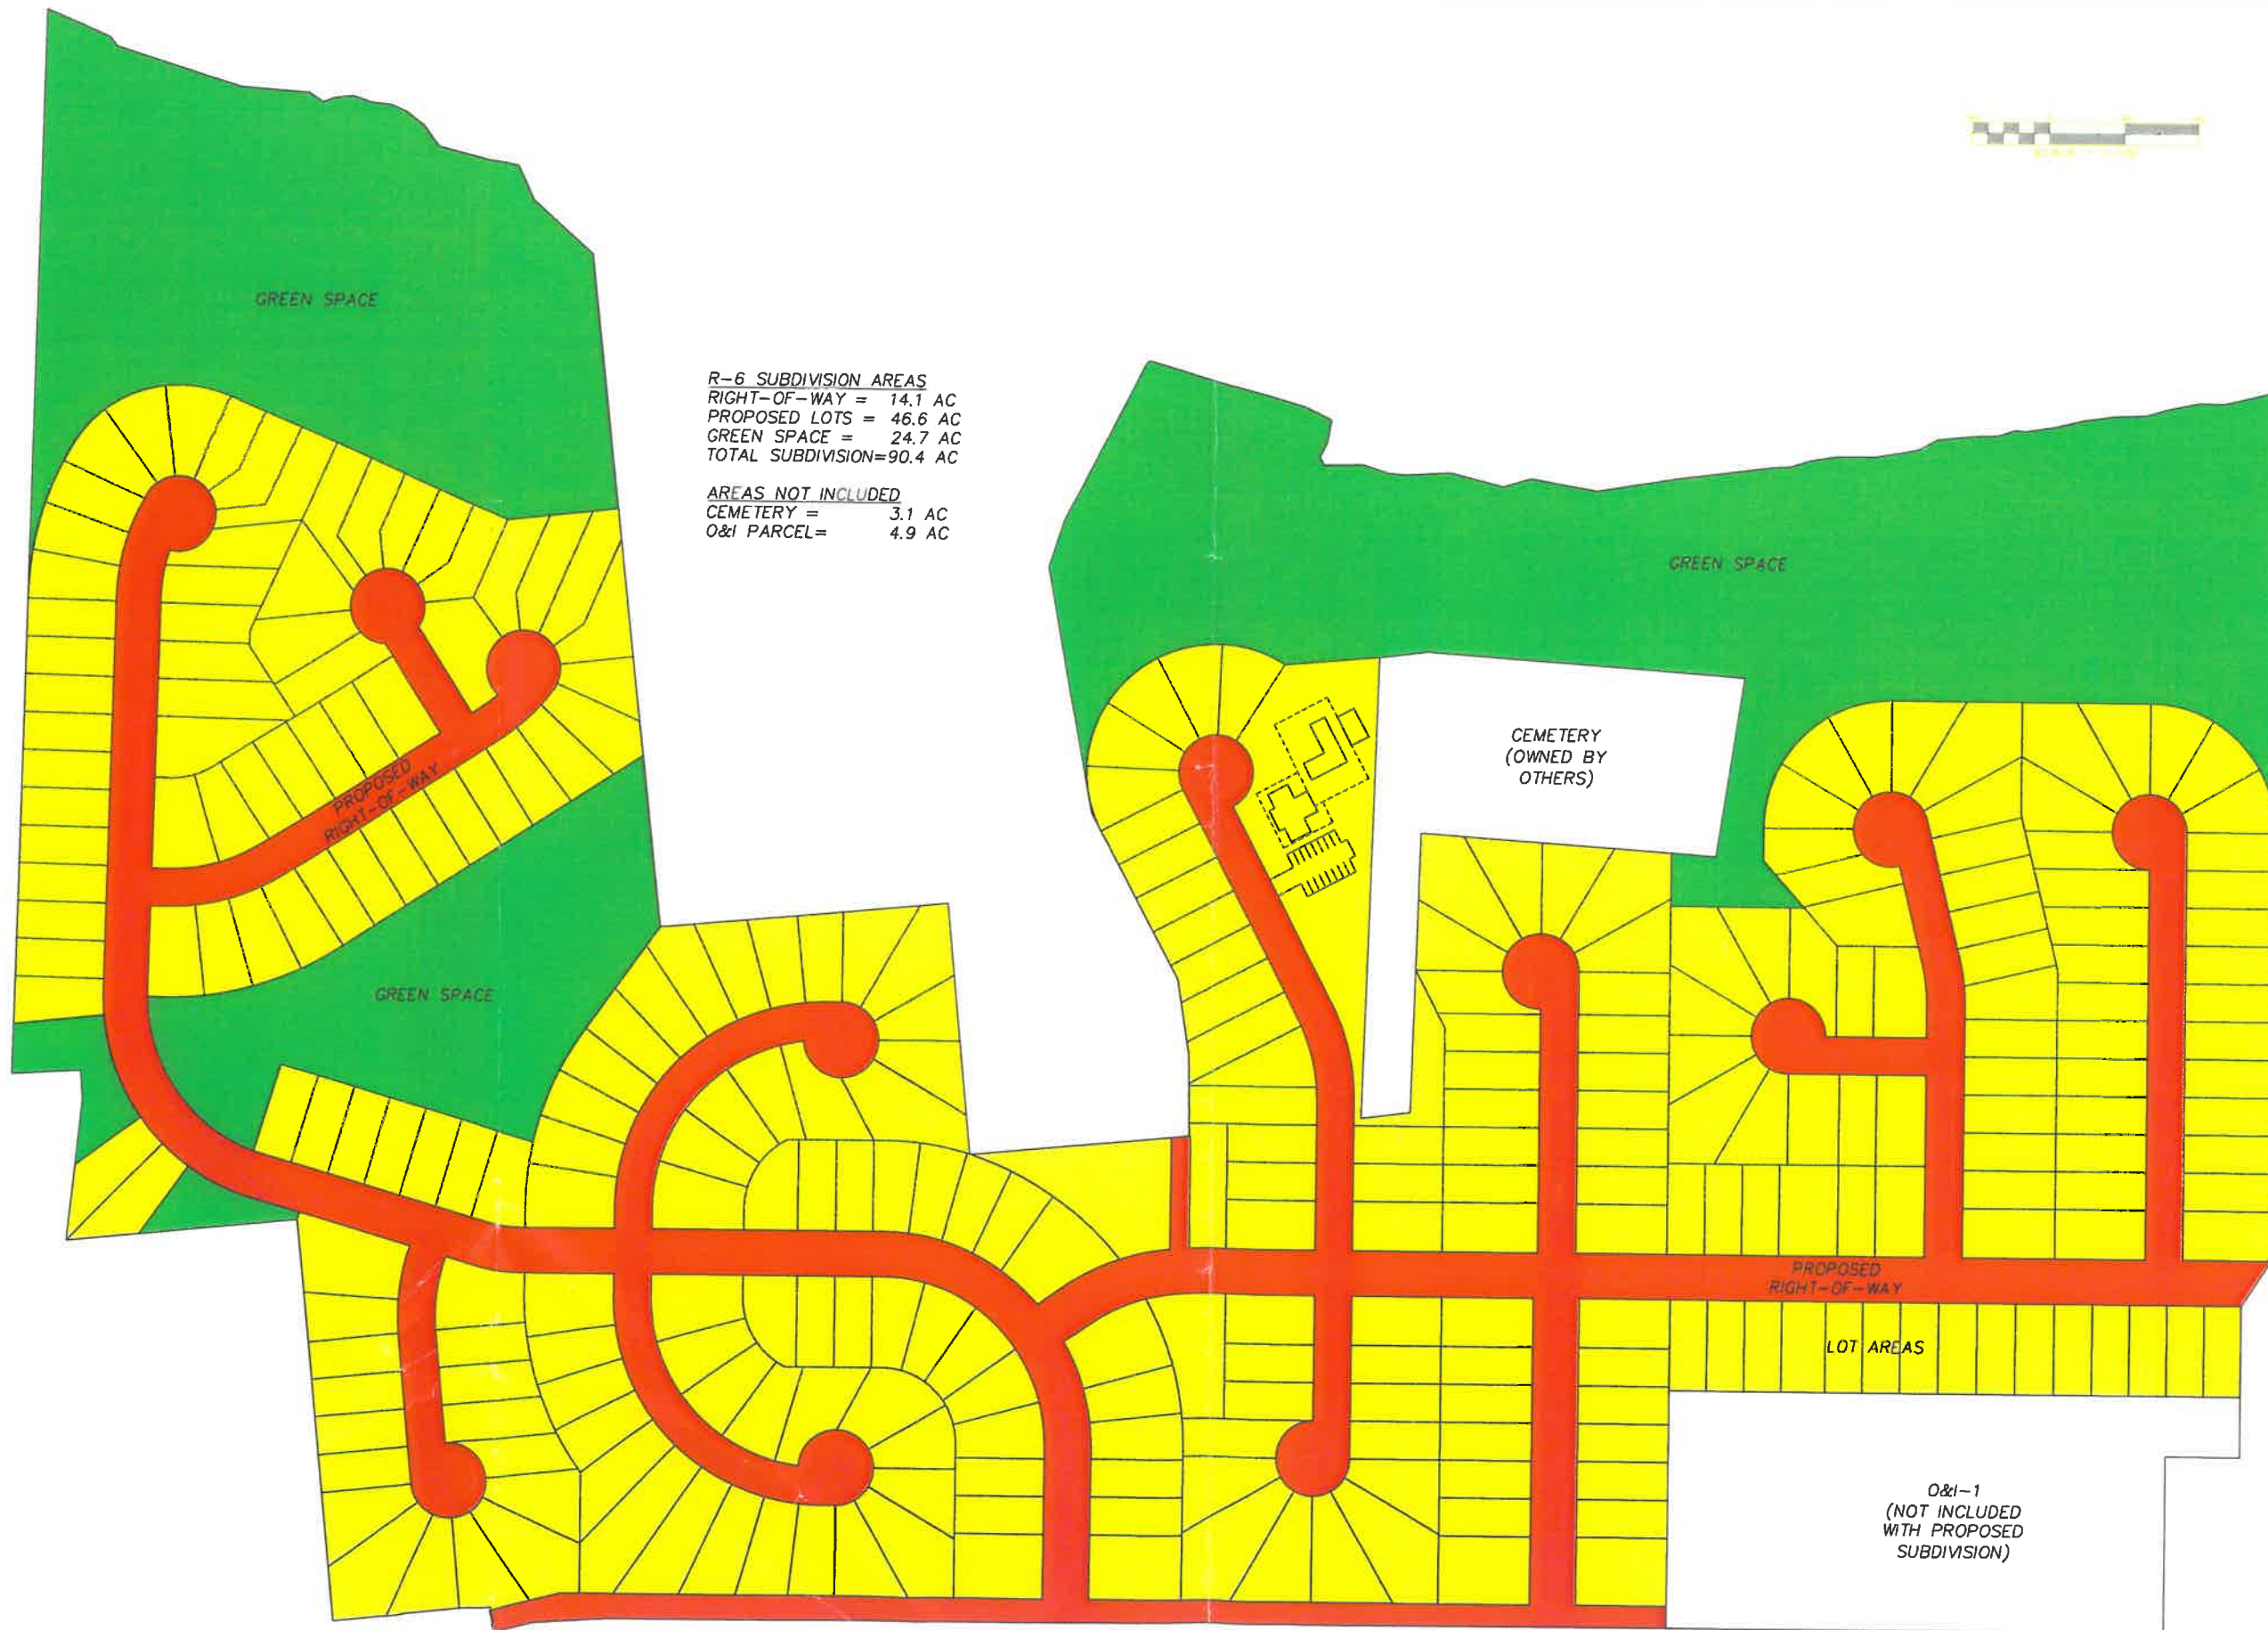 GREEN SPACE
R-6 SUBDIVISION AREAS
RIGHT-OF-WAY = 14.1 AC
PROPOSED LOTS = 46.6 AC
GREEN SPACE = 24.7 AC
TOTAL SUBDIVISION=90.4 AC
AREAS NOT INCLUDED
CEMETERY = 3.1 AC
O&I PARCEL= 4.9 AC
GREEN SPACE
CEMETERY
(OWNED BY
OTHERS)
PROPOSED
RIGHT-OF-WAY
GREEN SPACE
PROPOSED
RIGHT-OF-WAY
LOT AREAS
O&I-1
(NOT INCLUDED
WITH PROPOSED
SUBDIVISION)